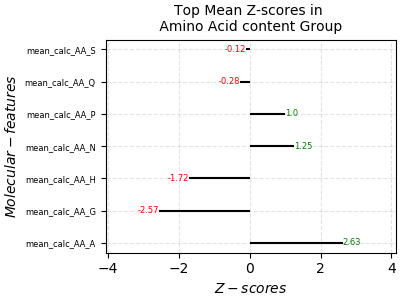 Top Mean Z-scores in
Amino Acid content Group
mean_calc_AA_S
-0.12
mean_calc_AA_Q
-0.28
mean_calc_AA_P
1.0
mean_calc_AA_N
1.25
mean_calc_AA_H
-1.72
mean_calc_AA_G
-2.57
mean_calc_AA_A
2.63
Molecular − features
−4 −2 0 2 4
Z − scores